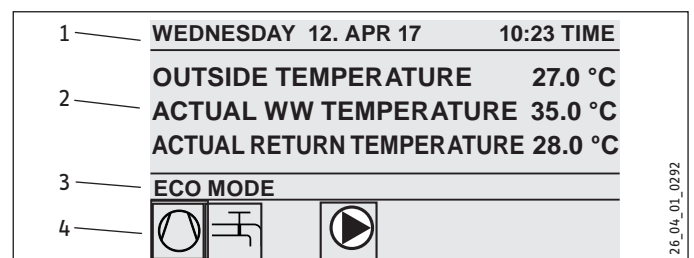 1 WEDNESDAY 12. APR 17 10:23 TIME
2 OUTSIDE TEMPERATURE 27.0 °C
ACTUAL WW TEMPERATURE 35.0 °C
ACTUAL RETURN TEMPERATURE 28.0 °C
3 ECO MODE
4
26_04_01_0292